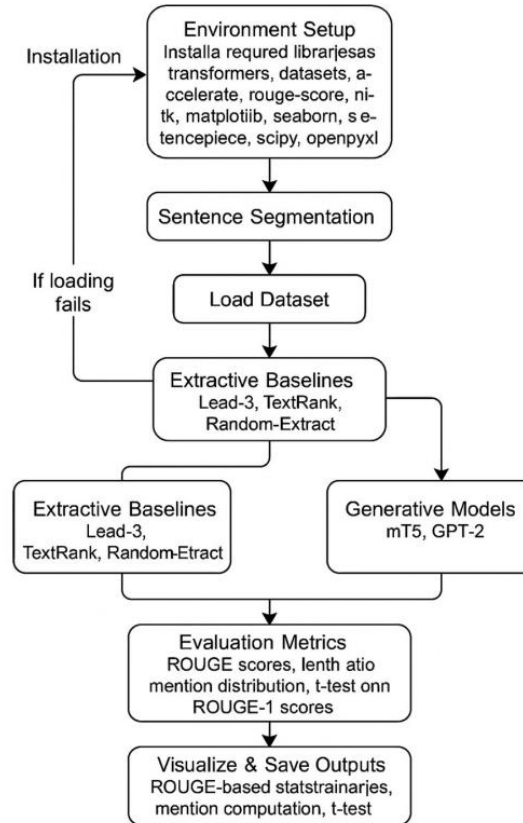 Environment Setup
Installa requred librarjesas
transformers, datasets, a-
ccelerate, rouge-score, ni-
tk, matplotiib, seaborn, s e-
tencepiece, scipy, openpyxl
Installation
Sentence Segmentation
If loading
fails
Load Dataset
Extractive Baselines
Lead-3, TextRank,
Random-Extract
Extractive Baselines
Lead-3,
TextRank, Random-Etract
Generative Models
mT5, GPT-2
Evaluation Metrics
ROUGE scores, lenth atio
mention distribution, t-test onn
ROUGE-1 scores
Visualize & Save Outputs
ROUGE-based statstrainarjes,
mention computation, t-test